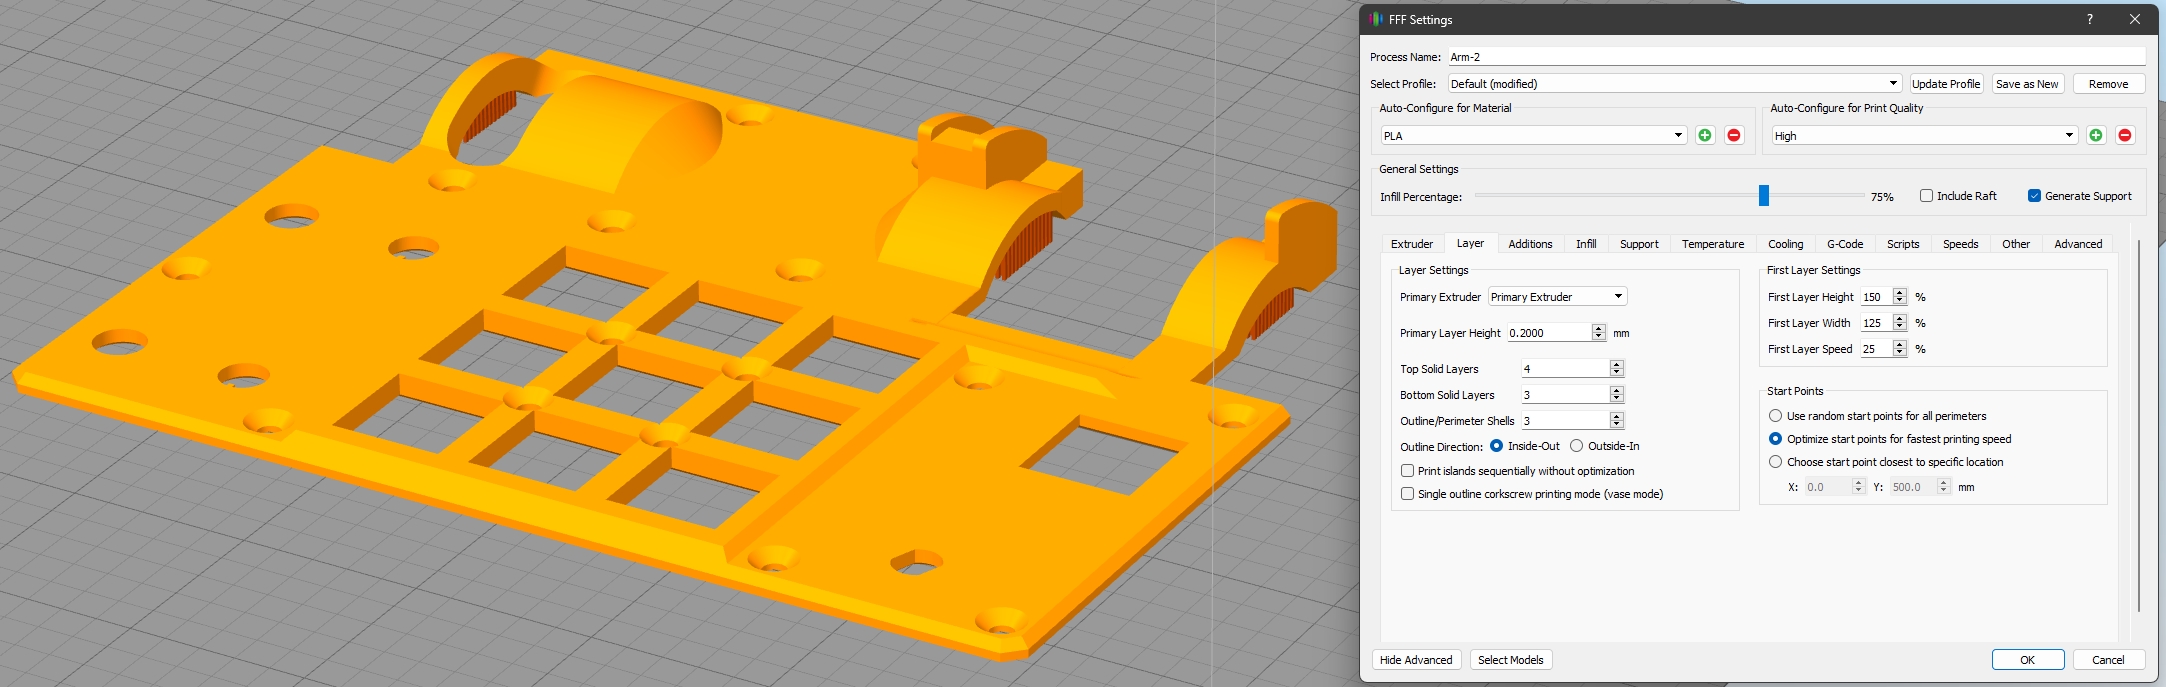 FFF Settings
?
Process Name: Arm-2
Select Profile: Default (modified) Update Profile Save as New Remove
Auto-Configure for Material
PLA
Auto-Configure for Print Quality
High
General Settings
Infill Percentage: 75% Include Raft Generate Support
Extruder Layer Additions Infill Support Temperature Cooling G-Code Scripts Speeds Other Advanced
Layer Settings
Primary Extruder Primary Extruder
Primary Layer Height 0.2000 mm
Top Solid Layers 4
Bottom Solid Layers 3
Outline/Perimeter Shells 3
Outline Direction: Inside-Out Outside-In
Print islands sequentially without optimization
Single outline corkscrew printing mode (vase mode)
First Layer Settings
First Layer Height 150 %
First Layer Width 125 %
First Layer Speed 25 %
Start Points
Use random start points for all perimeters
Optimize start points for fastest printing speed
Choose start point closest to specific location
X: 0.0 Y: 500.0 mm
Hide Advanced Select Models OK Cancel